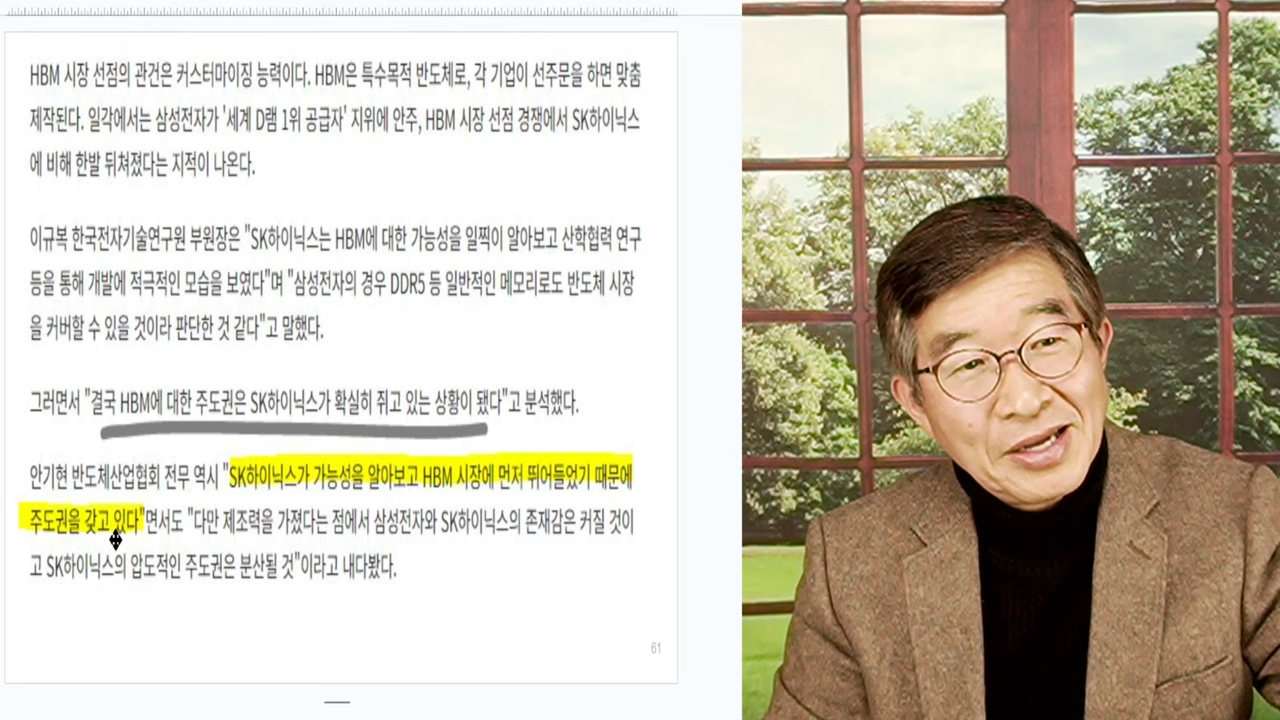 HBM 시장 선점의 관건은 커스터마이징 능력이다. HBM은 특수목적 반도체로, 각 기업이 선주문을 하면 맞춤
제작된다. 일각에서는 삼성전자가 '세계 D램 1위 공급자' 지위에 안주, HBM 시장 선점 경쟁에서 SK하이닉스
에 비해 한발 뒤쳐졌다는 지적이 나온다.
이규복 한국전자기술연구원 부원장은 "SK하이닉스는 HBM에 대한 가능성을 일찍이 알아보고 산학협력 연구
등을 통해 개발에 적극적인 모습을 보였다"며 "삼성전자의 경우 DDR5 등 일반적인 메모리로도 반도체 시장
을 커버할 수 있을 것이라 판단한 것 같다"고 말했다.
그러면서 "결국 HBM에 대한 주도권은 SK하이닉스가 확실히 쥐고 있는 상황이 됐다"고 분석했다.
안기현 반도체산업협회 전무 역시 "SK하이닉스가 가능성을 알아보고 HBM 시장에 먼저 뛰어들었기 때문에
주도권을 갖고 있다"면서도 "다만 제조력을 가졌다는 점에서 삼성전자와 SK하이닉스의 존재감은 커질 것이
고 SK하이닉스의 압도적인 주도권은 분산될 것"이라고 내다봤다.
61